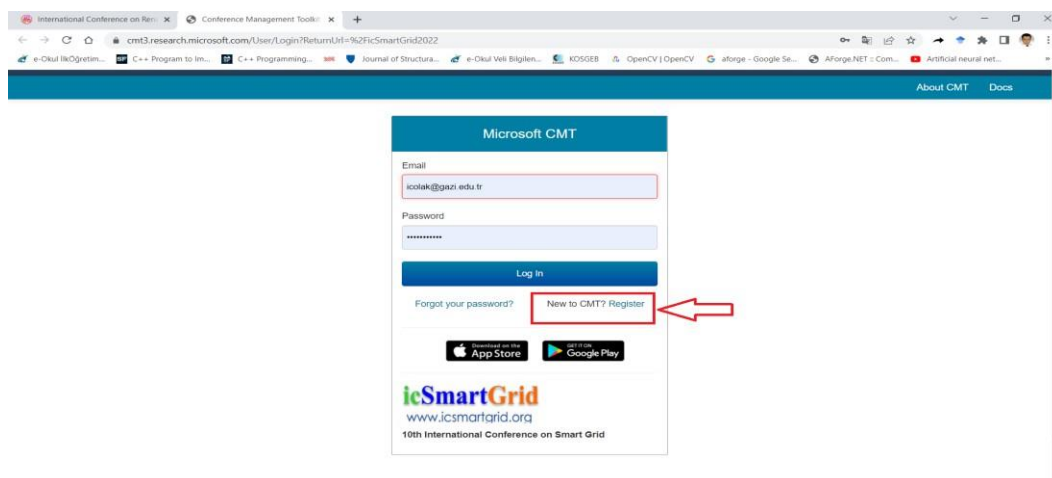 International Conference on Ren
Conference Management Toolki
cmt3.research.microsoft.com/User/Login?ReturnUrl=%2FicSmartGrid2022
e-Okul İlkÖğretim...
C++ Program to Im...
C++ Programming...
Journal of Structura...
e-Okul Veli Bilgilen...
KOSGEB
OpenCV | OpenCV
aforge - Google Se...
AForge.NET :: Com...
Artificial neural net...
About CMT Docs
Microsoft CMT
Email
icolak@gazi.edu.tr
Password
Log In
Forgot your password? New to CMT? Register
Download on the
App Store
GET IT ON
Google Play
icSmartGrid
www.icsmartgrid.org
10th International Conference on Smart Grid